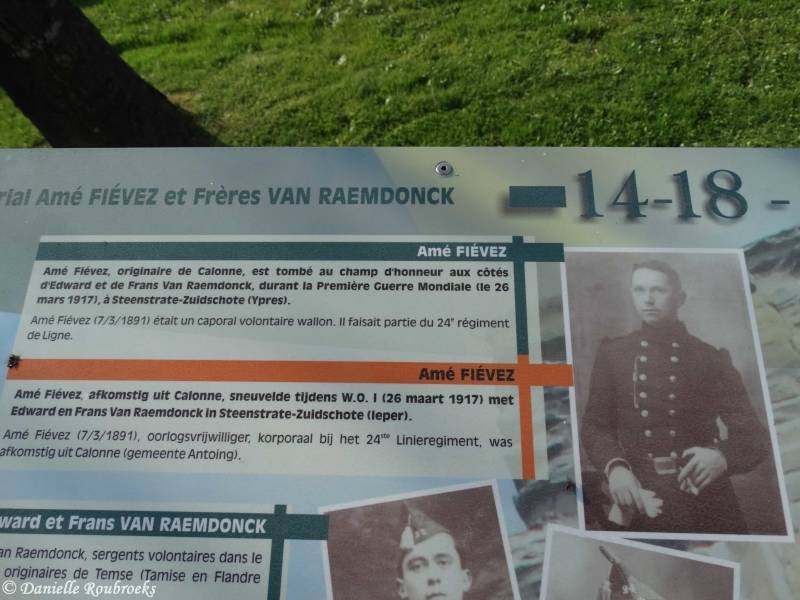 Amé FIÉVEZ et Frères VAN RAEMDONCK
14-18 -
Amé FIÉVEZ
Amé Fiévez, originaire de Calonne, est tombé au champ d'honneur aux côtés
d'Edward et de Frans Van Raemdonck, durant la Première Guerre Mondiale (le 26
mars 1917), à Steenstrate-Zuidschote (Ypres).
Amé Fiévez (7/3/1891) était un caporal volontaire wallon. Il faisait partie du 24e régiment
de Ligne.
Amé FIÉVEZ
Amé Fiévez, afkomstig uit Calonne, sneuvelde tijdens W.O. I (26 maart 1917) met
Edward en Frans Van Raemdonck in Steenstrate-Zuidschote (Ieper).
Amé Fiévez (7/3/1891), oorlogsvrijwilliger, korporaal bij het 24ste Linieregiment, was
afkomstig uit Calonne (gemeente Antoing).
et Frans VAN RAEMDONCK
Raemdonck, sergents volontaires dans le
originaires de Temse (Tamise en Flandre
© Danielle Roubroeks